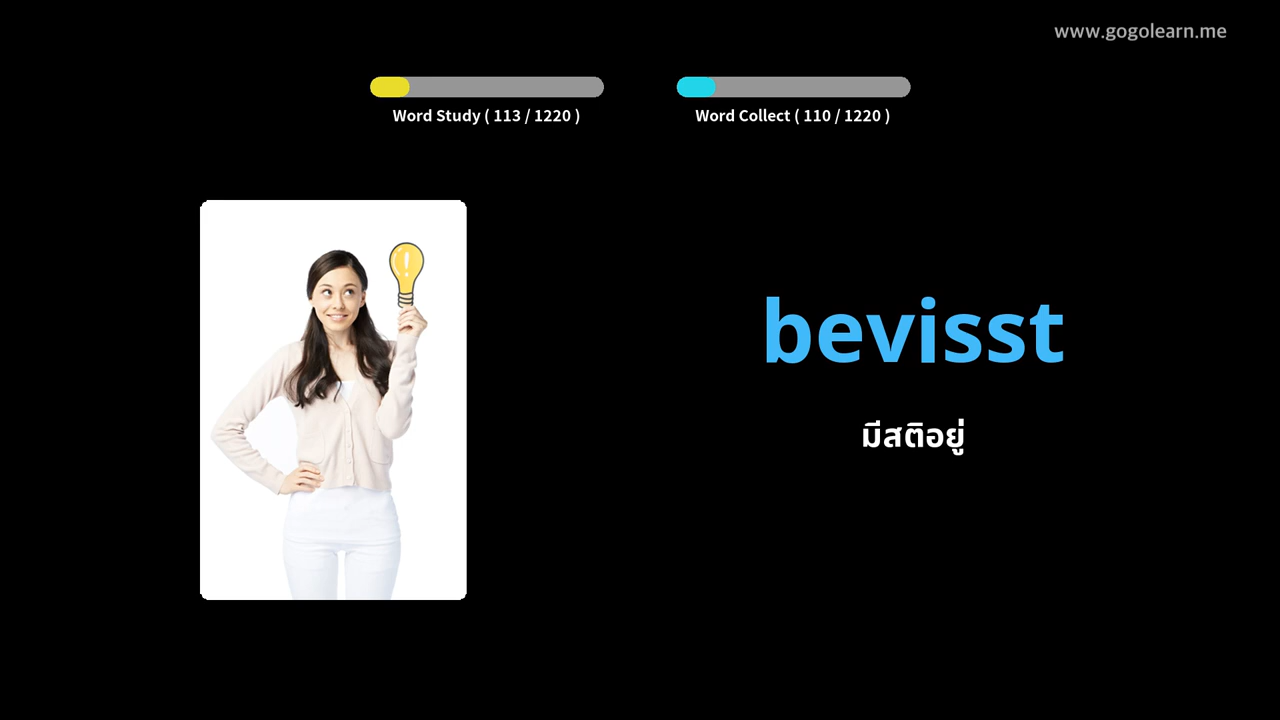 www.gogolearn.me
Word Study ( 113 / 1220 )
Word Collect ( 110 / 1220 )
bevisst
มีสติอยู่